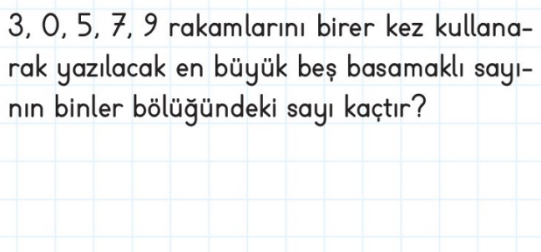 3, 0, 5, 7, 9 rakamlarını birer kez kullana-
rak yazılacak en büyük beş basamaklı sayı-
nın binler bölüğündeki sayı kaçtır?